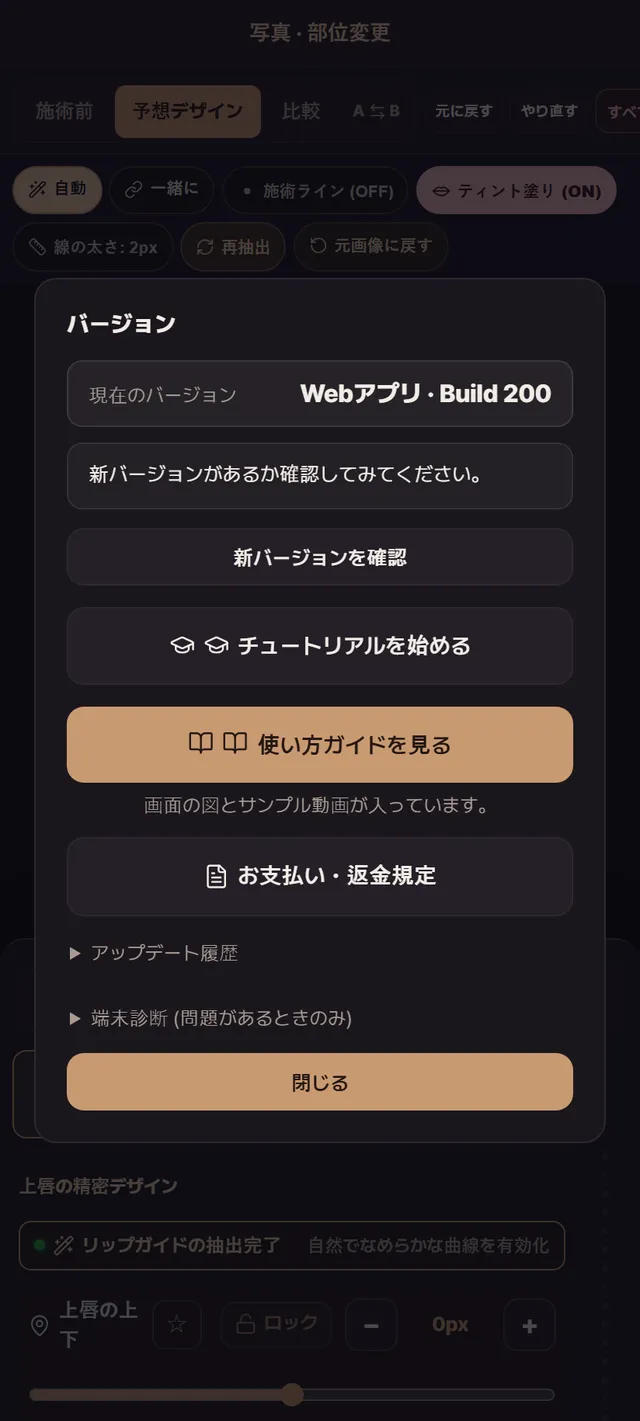 写真・部位変更
施術前 予想デザイン 比較 A ⇆ B 元に戻す やり直す すべ
自動 一緒に 施術ライン (OFF) ティント塗り (ON)
線の太さ: 2px 再抽出 元画像に戻す
バージョン
現在のバージョン Webアプリ · Build 200
新バージョンがあるか確認してみてください。
新バージョンを確認
チュートリアルを始める
使い方ガイドを見る
画面の図とサンプル動画が入っています。
お支払い・返金規定
▶ アップデート履歴
▶ 端末診断 (問題があるときのみ)
閉じる
上唇の精密デザイン
リップガイドの抽出完了 自然でなめらかな曲線を有効化
上唇の上下 ☆ ロック − 0px +